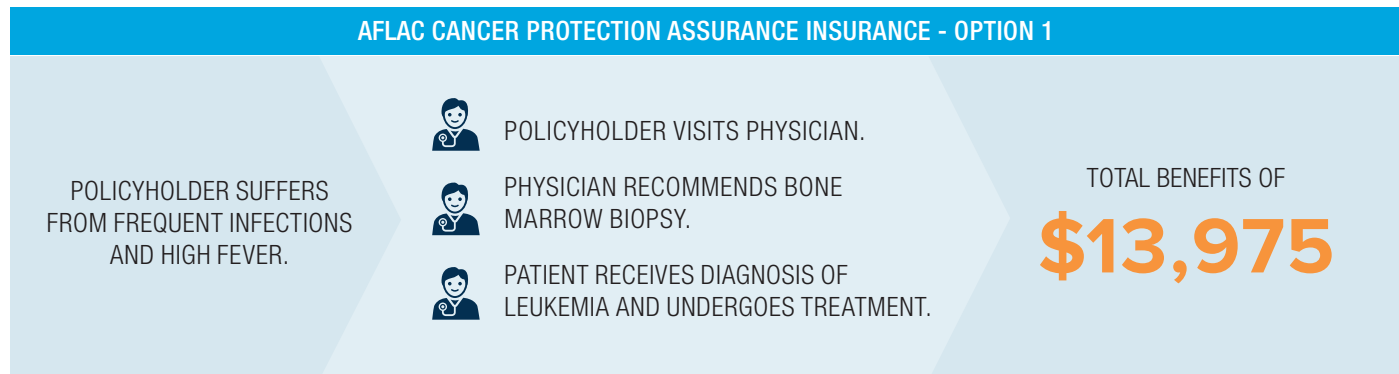 AFLAC CANCER PROTECTION ASSURANCE INSURANCE - OPTION 1
POLICYHOLDER SUFFERS
FROM FREQUENT INFECTIONS
AND HIGH FEVER.
POLICYHOLDER VISITS PHYSICIAN.
PHYSICIAN RECOMMENDS BONE
MARROW BIOPSY.
PATIENT RECEIVES DIAGNOSIS OF
LEUKEMIA AND UNDERGOES TREATMENT.
TOTAL BENEFITS OF
$13,975